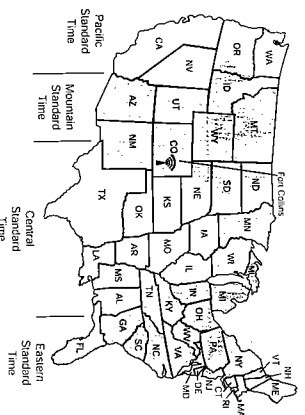 Fort Collins
WA
OR
CA
NV
ID
MT
WY
UT
AZ
CO
NM
ND
SD
NE
KS
OK
TX
MN
IA
MO
AR
LA
WI
IL
MI
IN
OH
KY
TN
MS
AL
GA
FL
SC
NC
VA
WV
PA
NY
VT
NH
ME
MA
RI
CT
NJ
DE
MD
Pacific
Standard
Time
Mountain
Standard
Time
Central
Standard
Time
Eastern
Standard
Time